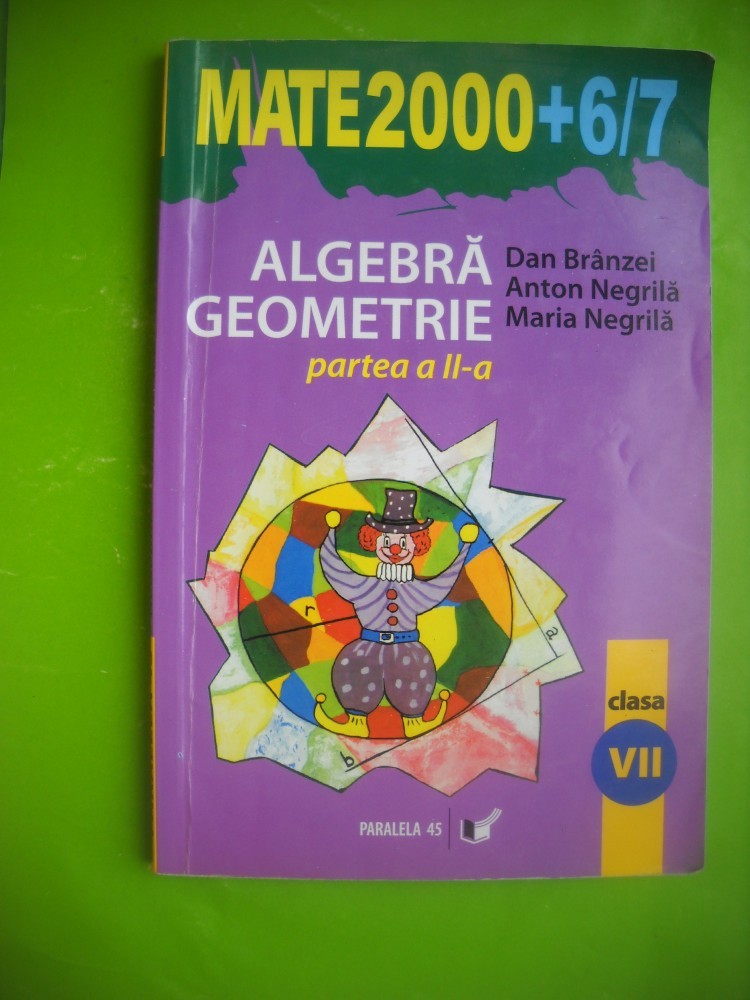 MATE2000+6/7
ALGEBRĂ
GEOMETRIE
partea a II-a
Dan Brânzei
Anton Negrilă
Maria Negrilă
r
a
b
clasa
VII
PARALELA 45